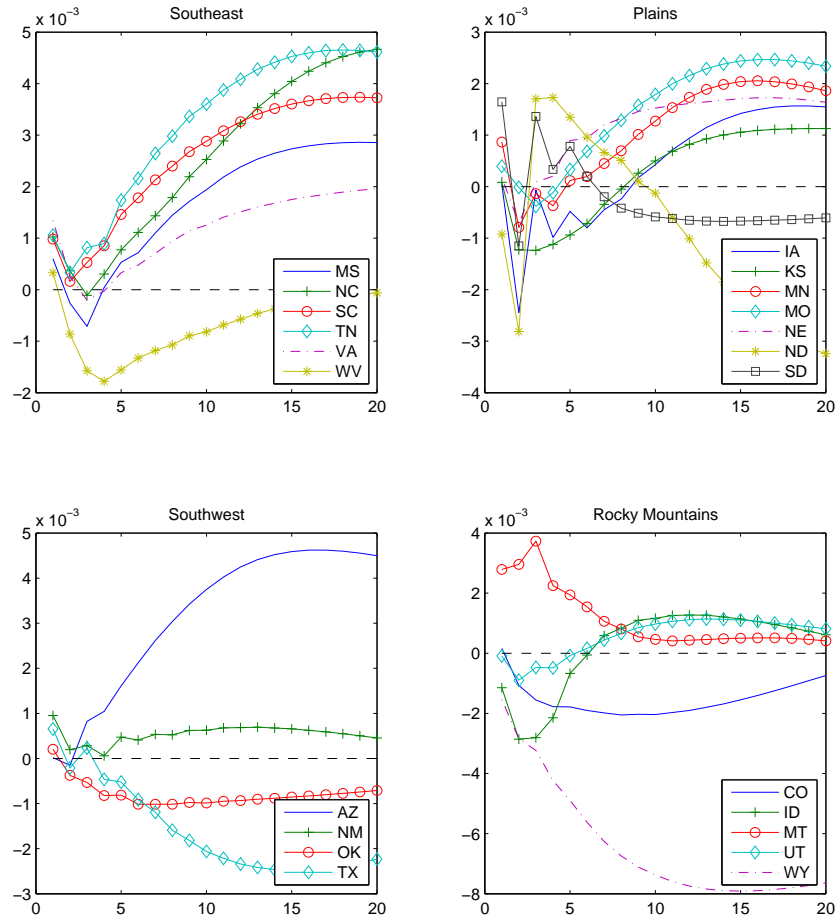 Southeast
x 10⁻³
5
4
3
2
1
0
−1
−2
0 5 10 15 20
MS
NC
SC
TN
VA
WV
Plains
x 10⁻³
3
2
1
0
−1
−2
−3
−4
0 5 10 15 20
IA
KS
MN
MO
NE
ND
SD
Southwest
x 10⁻³
5
4
3
2
1
0
−1
−2
−3
0 5 10 15 20
AZ
NM
OK
TX
Rocky Mountains
x 10⁻³
4
2
0
−2
−4
−6
−8
0 5 10 15 20
CO
ID
MT
UT
WY